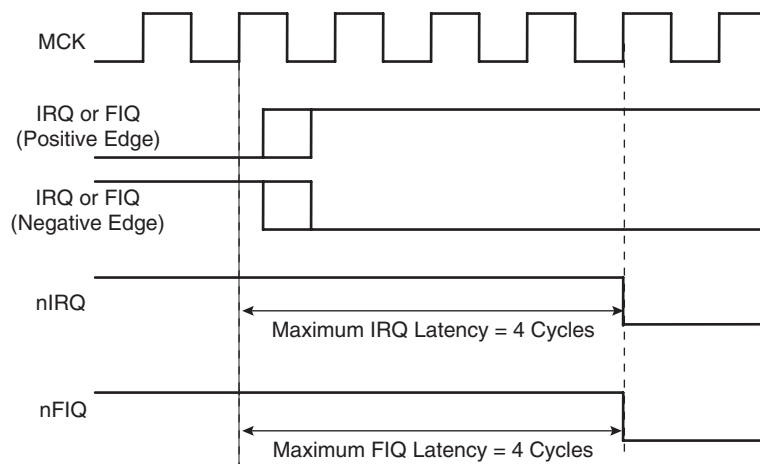 MCK
IRQ or FIQ
(Positive Edge)
IRQ or FIQ
(Negative Edge)
nIRQ
Maximum IRQ Latency = 4 Cycles
nFIQ
Maximum FIQ Latency = 4 Cycles